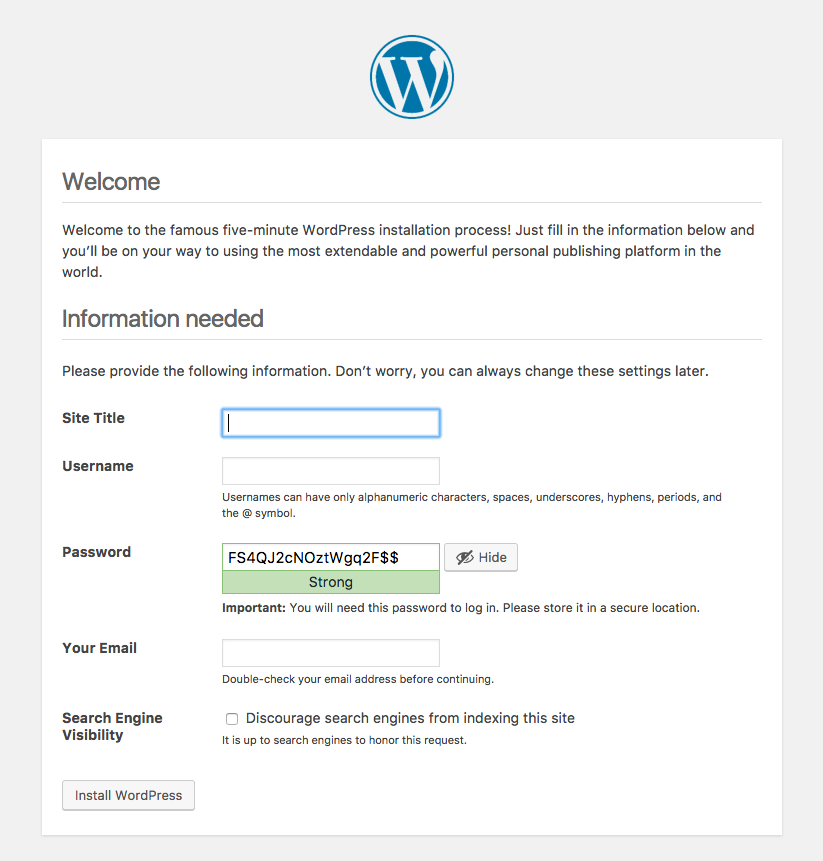 Welcome
Welcome to the famous five-minute WordPress installation process! Just fill in the information below and
you’ll be on your way to using the most extendable and powerful personal publishing platform in the
world.
Information needed
Please provide the following information. Don’t worry, you can always change these settings later.
Site Title
Username
Usernames can have only alphanumeric characters, spaces, underscores, hyphens, periods, and
the @ symbol.
Password
FS4QJ2cNOztWgq2F$$
Hide
Strong
Important: You will need this password to log in. Please store it in a secure location.
Your Email
Double-check your email address before continuing.
Search Engine
Visibility
Discourage search engines from indexing this site
It is up to search engines to honor this request.
Install WordPress